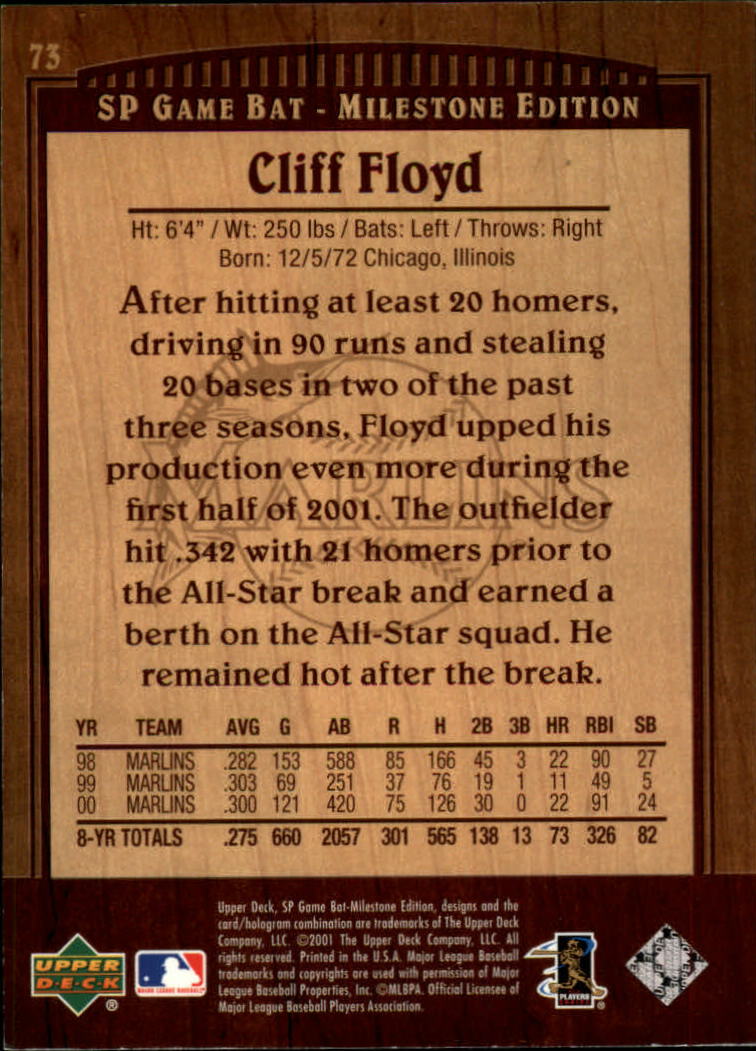 73
SP GAME BAT - MILESTONE EDITION
Cliff Floyd
Ht: 6'4" / Wt: 250 lbs / Bats: Left / Throws: Right
Born: 12/5/72 Chicago, Illinois
After hitting at least 20 homers,
driving in 90 runs and stealing
20 bases in two of the past
three seasons, Floyd upped his
production even more during the
first half of 2001. The outfielder
hit .342 with 21 homers prior to
the All-Star break and earned a
berth on the All-Star squad. He
remained hot after the break.
MARLINS
YR TEAM AVG G AB R H 2B 3B HR RBI SB
98 MARLINS .282 153 588 85 166 45 3 22 90 27
99 MARLINS .303 69 251 37 76 19 1 11 49 5
00 MARLINS .300 121 420 75 126 30 0 22 91 24
8-YR TOTALS .275 660 2057 301 565 138 13 73 326 82
Upper Deck, SP Game Bat-Milestone Edition, designs and the
card/hologram combination are trademarks of The Upper Deck
Company, LLC. ©2001 The Upper Deck Company, LLC. All
rights reserved. Printed in the U.S.A. Major League Baseball
trademarks and copyrights are used with permission of Major
League Baseball Properties, Inc. ©MLBPA. Official Licensee of
Major League Baseball Players Association.
UPPER
D·E·C·K
®
MAJOR LEAGUE BASEBALL
PLAYERS
®